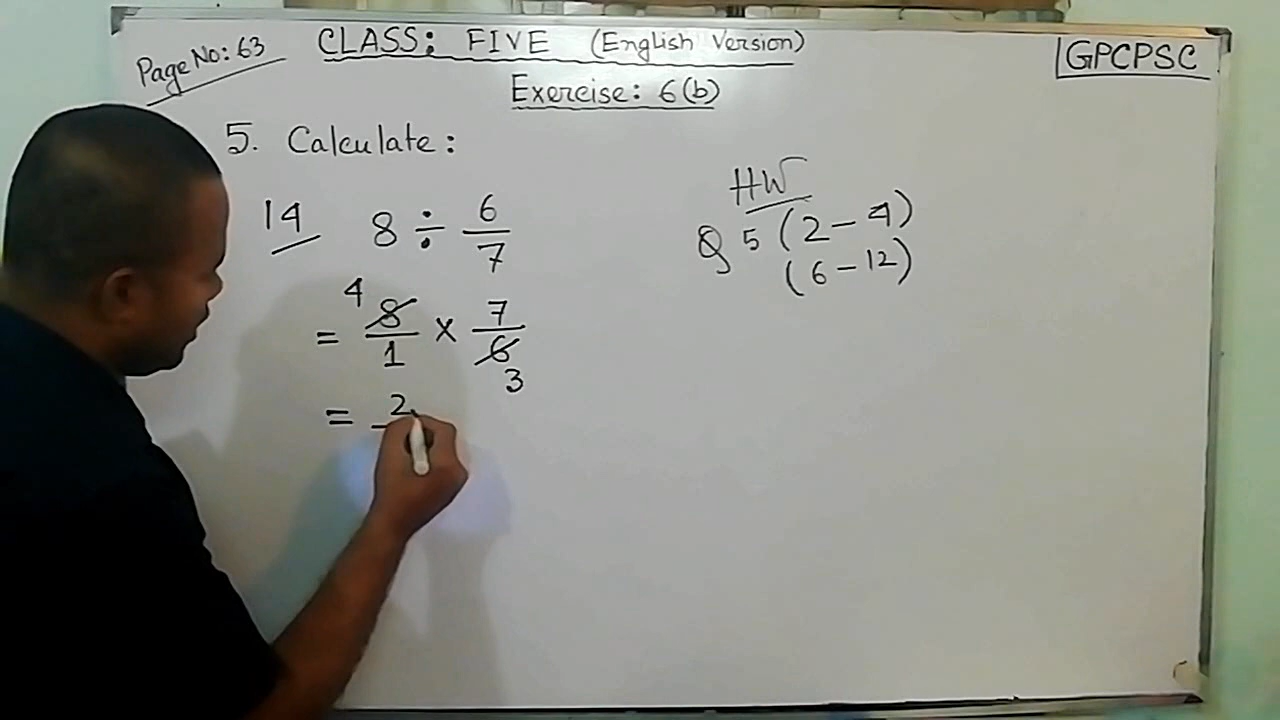 Page No: 63
CLASS: FIVE (English Version)
GPCPSC
Exercise: 6(b)
5. Calculate:
14 8 ÷ 6/7
= 4 8/1 × 7/6 3
= 2
HW
Q 5 (2-4)
(6-12)